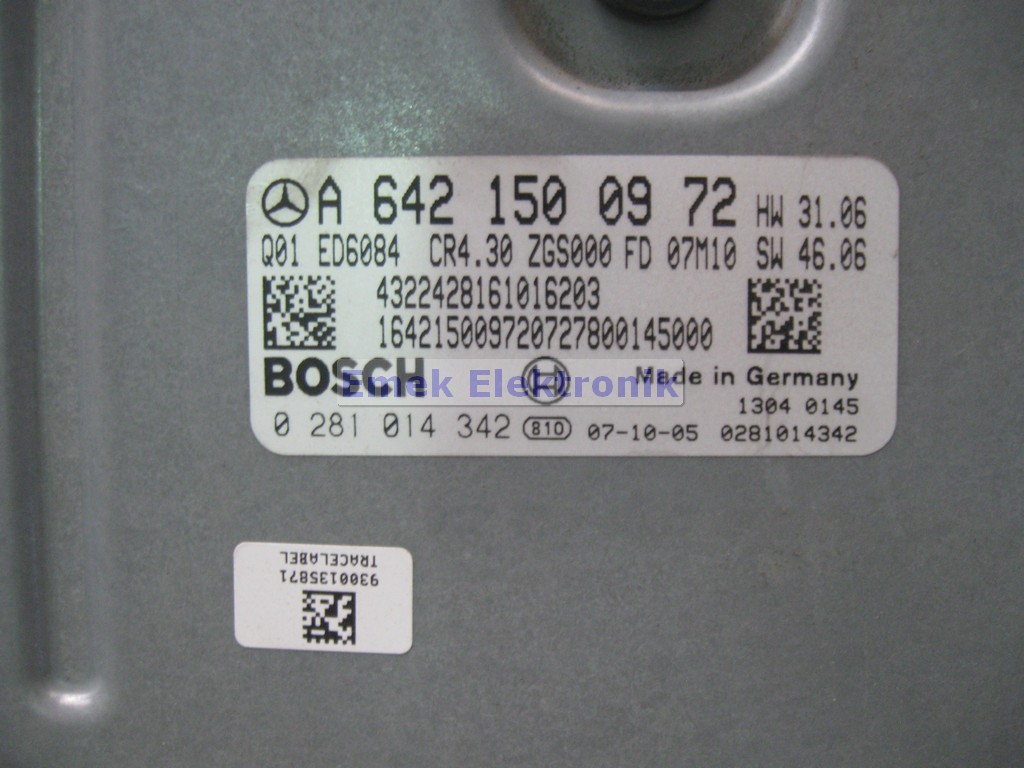 A 642 150 09 72 HW 31.06
Q01 ED6084 CR4.30 ZGS000 FD 07M10 SW 46.06
4322428161016203
164215009720727800145000
BOSCH Made in Germany
Emek Elektronik
1304 0145
0 281 014 342 810 07-10-05 0281014342
TRACELABEL
9300135871